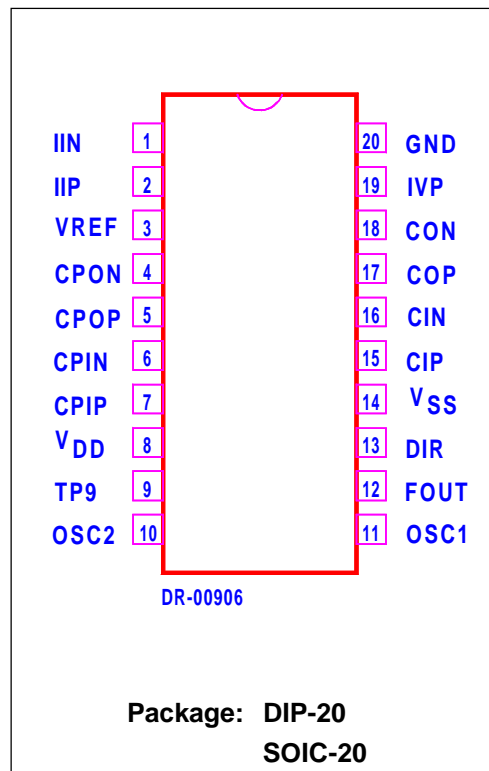 IIN 1 20 GND
IIP 2 19 IVP
VREF 3 18 CON
CPON 4 17 COP
CPOP 5 16 CIN
CPIN 6 15 CIP
CPIP 7 14 VSS
VDD 8 13 DIR
TP9 9 12 FOUT
OSC2 10 11 OSC1
DR-00906
Package: DIP-20
SOIC-20